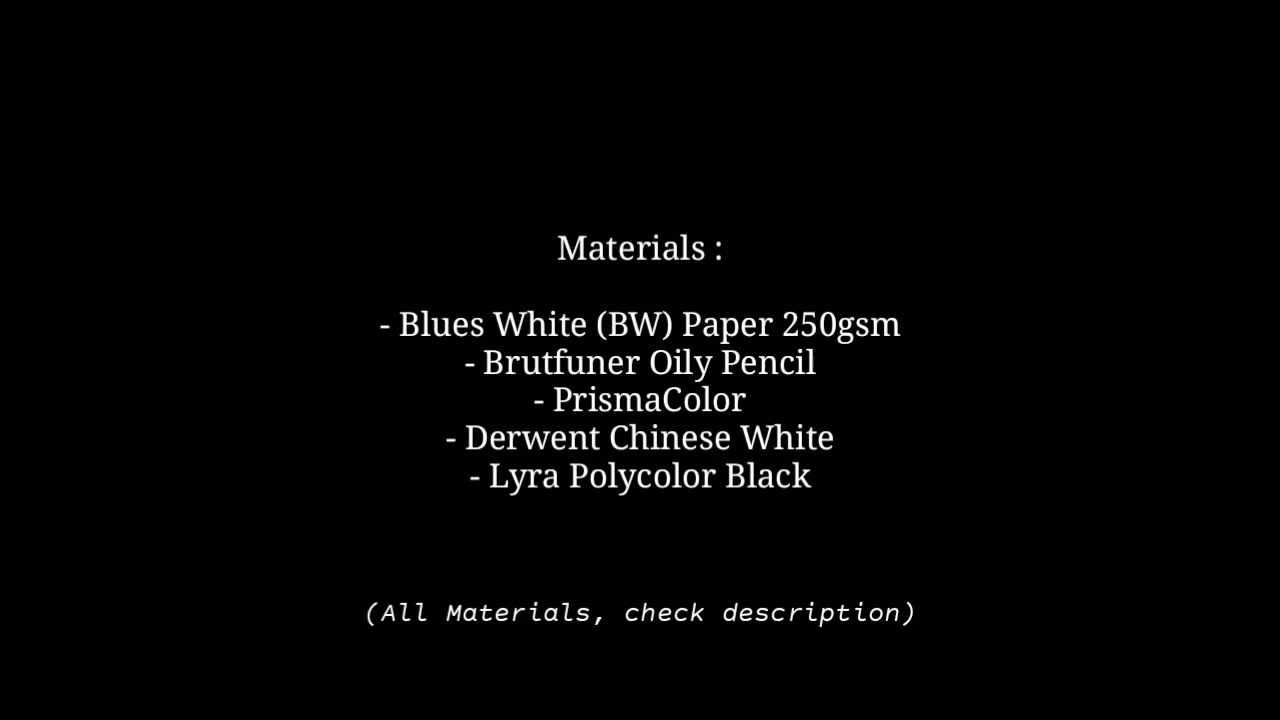 Materials :
- Blues White (BW) Paper 250gsm
- Brutfuner Oily Pencil
- PrismaColor
- Derwent Chinese White
- Lyra Polycolor Black
(All Materials, check description)